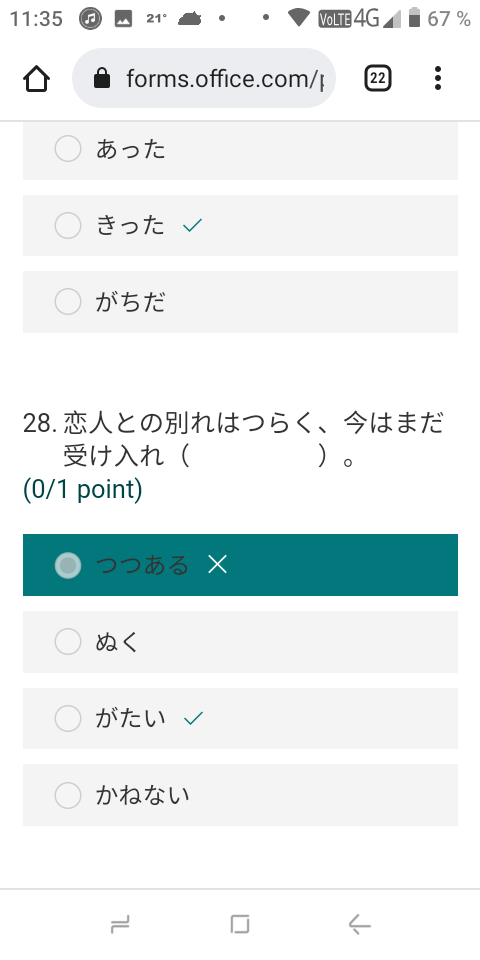 11:35 21° VoLTE 4G 67 %
forms.office.com/p 22
あった
きった
がちだ
28. 恋人との別れはつらく、今はまだ
受け入れ（　　　　　）。
(0/1 point)
つつある
ぬく
がたい
かねない